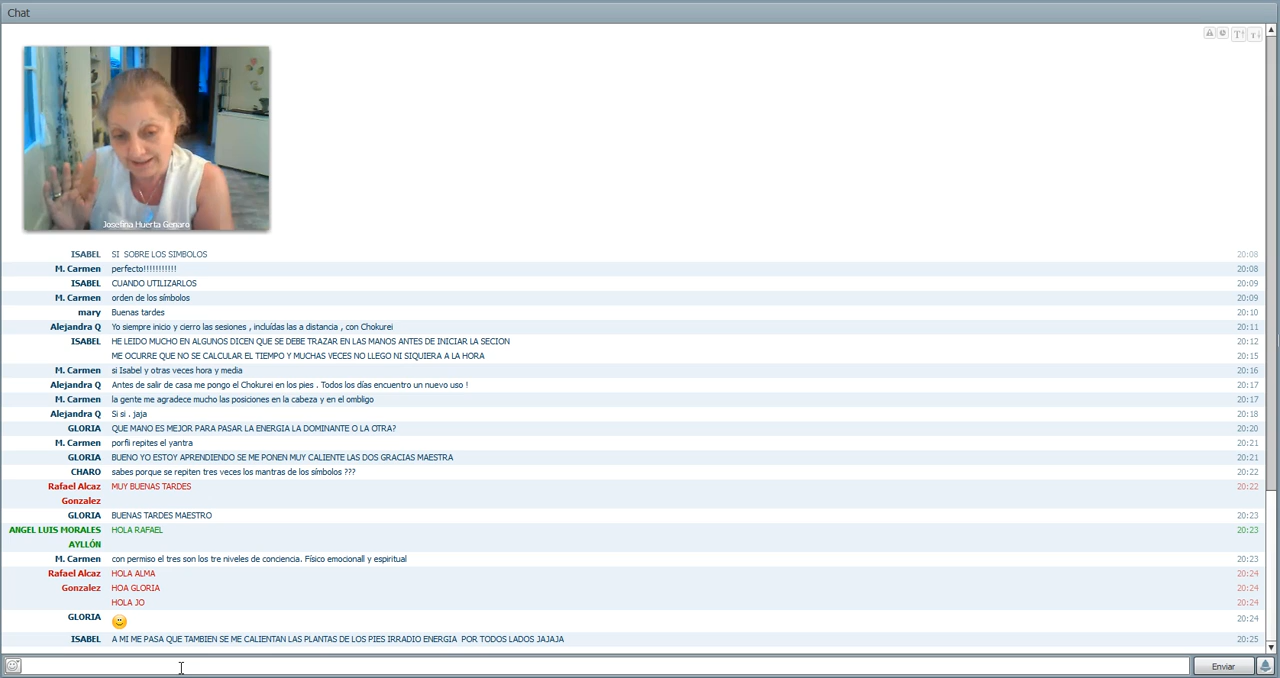 Chat
Josefina Huerta Genaro
ISABEL SI SOBRE LOS SIMBOLOS 20:08
M. Carmen perfecto!!!!!!!!!!! 20:08
ISABEL CUANDO UTILIZARLOS 20:09
M. Carmen orden de los símbolos 20:09
mary Buenas tardes 20:10
Alejandra Q Yo siempre inicio y cierro las sesiones , incluídas las a distancia , con Chokurei 20:11
ISABEL HE LEIDO MUCHO EN ALGUNOS DICEN QUE SE DEBE TRAZAR EN LAS MANOS ANTES DE INICIAR LA SECION 20:12
ME OCURRE QUE NO SE CALCULAR EL TIEMPO Y MUCHAS VECES NO LLEGO NI SIQUIERA A LA HORA 20:15
M. Carmen si Isabel y otras veces hora y media 20:16
Alejandra Q Antes de salir de casa me pongo el Chokurei en los pies . Todos los días encuentro un nuevo uso ! 20:17
M. Carmen la gente me agradece mucho las posiciones en la cabeza y en el ombligo 20:17
Alejandra Q Si si . jaja 20:18
GLORIA QUE MANO ES MEJOR PARA PASAR LA ENERGIA LA DOMINANTE O LA OTRA? 20:20
M. Carmen porfii repites el yantra 20:21
GLORIA BUENO YO ESTOY APRENDIENDO SE ME PONEN MUY CALIENTE LAS DOS GRACIAS MAESTRA 20:21
CHARO sabes porque se repiten tres veces los mantras de los símbolos ??? 20:22
Rafael Alcaz MUY BUENAS TARDES 20:22
Gonzalez
GLORIA BUENAS TARDES MAESTRO 20:23
ANGEL LUIS MORALES HOLA RAFAEL 20:23
AYLLÓN
M. Carmen con permiso el tres son los tre niveles de conciencia. Físico emocionall y espiritual 20:23
Rafael Alcaz HOLA ALMA 20:24
Gonzalez HOA GLORIA 20:24
HOLA JO 20:24
GLORIA 20:24
ISABEL A MI ME PASA QUE TAMBIEN SE ME CALIENTAN LAS PLANTAS DE LOS PIES IRRADIO ENERGIA POR TODOS LADOS JAJAJA 20:25
Enviar